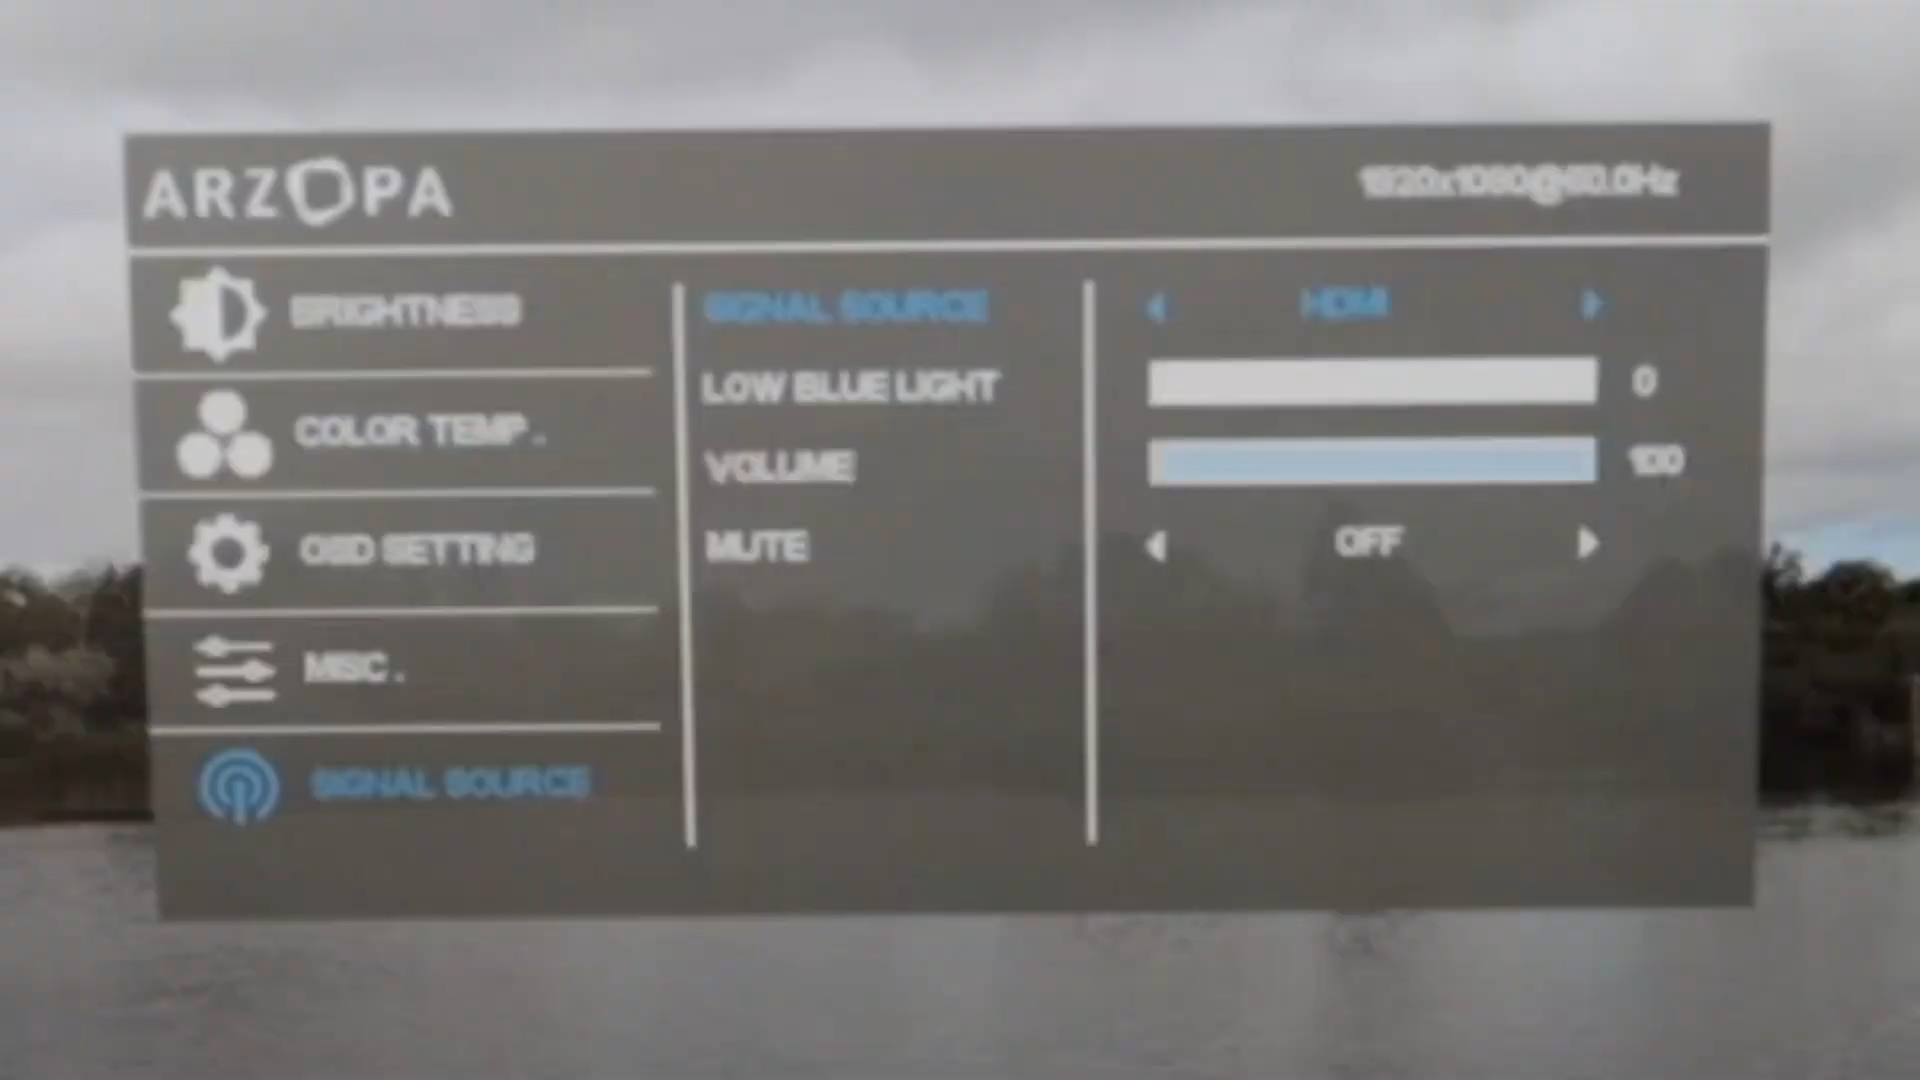 ARZOPA
1920x1080@60.0Hz
BRIGHTNESS
SIGNAL SOURCE
HDMI
LOW BLUE LIGHT
0
COLOR TEMP.
VOLUME
100
OSD SETTING
MUTE
OFF
MISC.
SIGNAL SOURCE